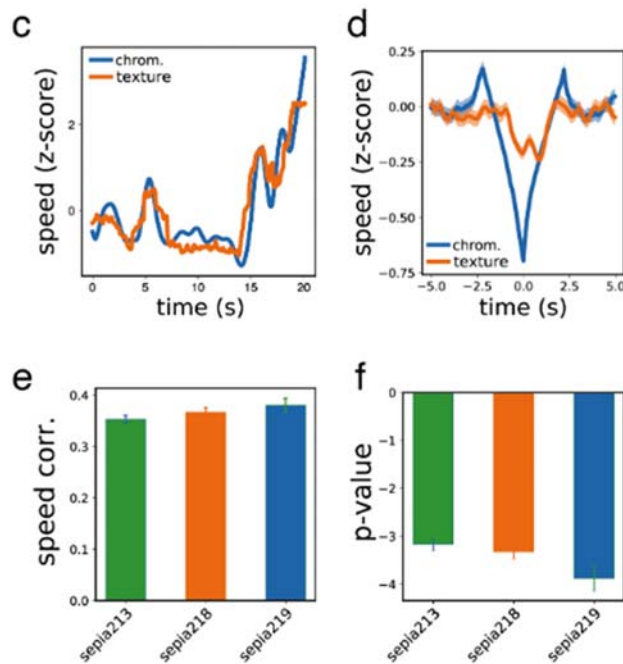 c
speed (z-score)
2
0
chrom.
texture
0
5
10
15
20
time (s)
d
speed (z-score)
0.25
0.00
−0.25
−0.50
−0.75
chrom.
texture
−5.0
−2.5
0.0
2.5
5.0
time (s)
e
speed corr.
0.4
0.3
0.2
0.1
0.0
sepia213
sepia218
sepia219
f
p-value
0
−1
−2
−3
−4
sepia213
sepia218
sepia219